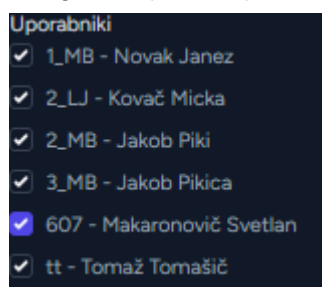 Uporabniki
1_MB - Novak Janez
2_LJ - Kovač Micka
2_MB - Jakob Piki
3_MB - Jakob Pikica
607 - Makaronovič Svetlan
tt - Tomaž Tomašič